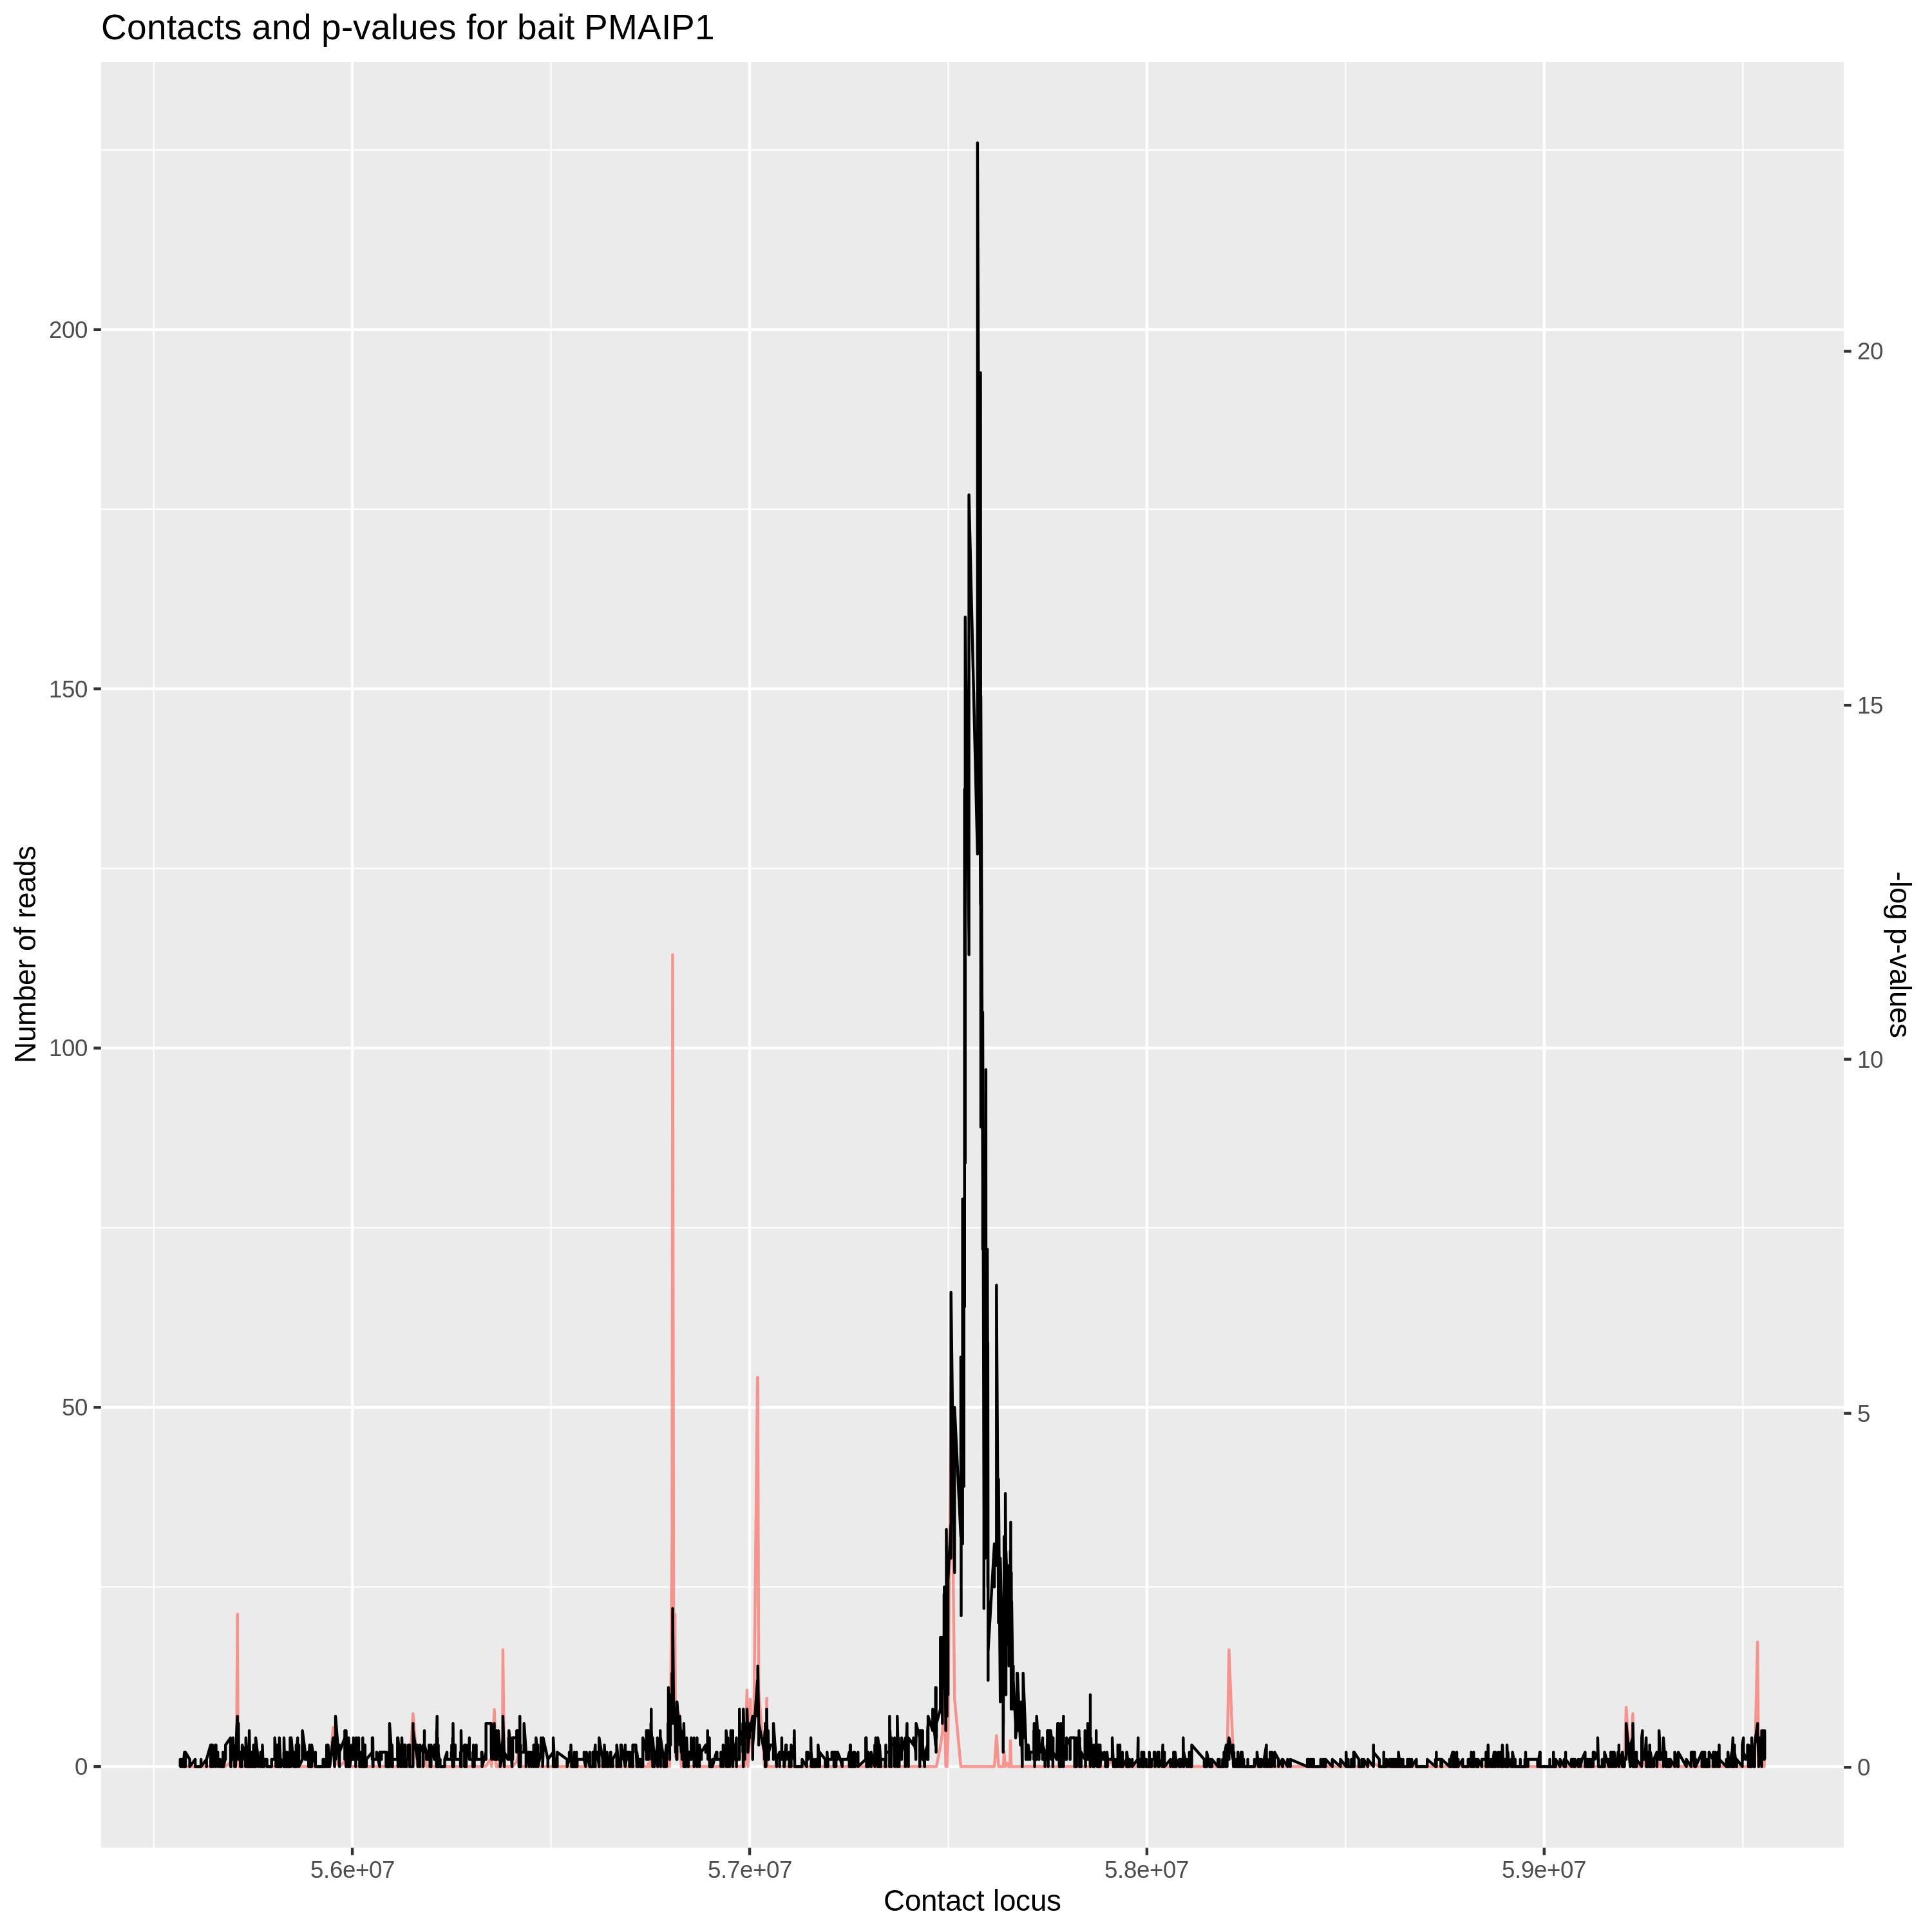 Contacts and p-values for bait PMAIP1
Number of reads
200
150
100
50
0
20
15
10
5
0
-log p-values
5.6e+07
5.7e+07
5.8e+07
5.9e+07
Contact locus